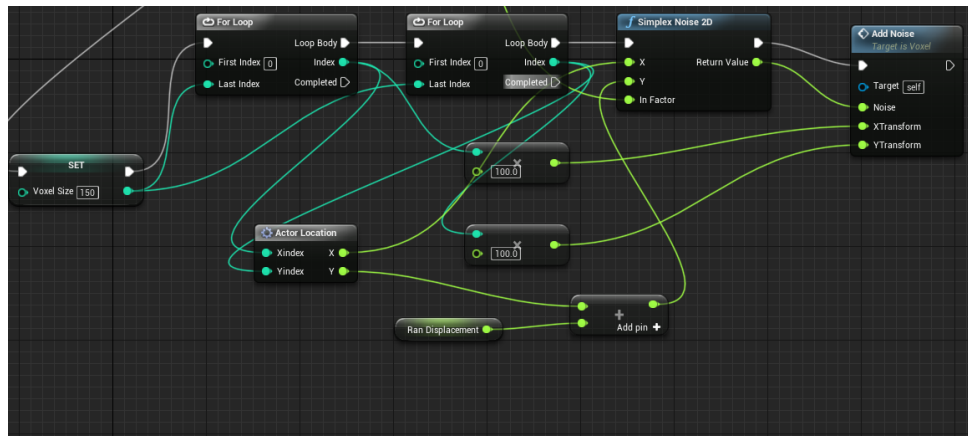 For Loop
Loop Body
First Index 0
Index
Last Index
Completed
For Loop
Loop Body
First Index 0
Index
Last Index
Completed
f Simplex Noise 2D
X
Return Value
Y
In Factor
Add Noise
Target is Voxel
Target self
Noise
XTransform
YTransform
SET
Voxel Size 150
×
100.0
×
100.0
Actor Location
Xindex X
Yindex Y
Ran Displacement
+
Add pin +